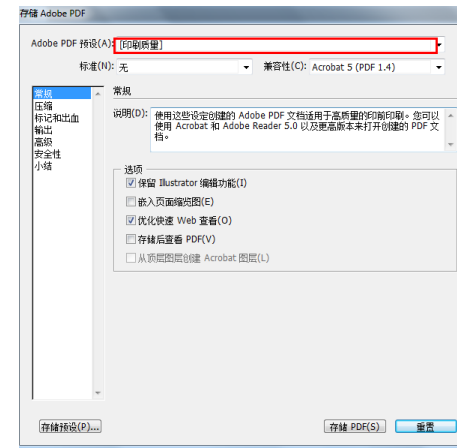 存储 Adobe PDF
Adobe PDF 预设(A): [印刷质量]
标准(N): 无 兼容性(C): Acrobat 5 (PDF 1.4)
常规
压缩
标记和出血
输出
高级
安全性
小结
常规
说明(D): 使用这些设定创建的 Adobe PDF 文档适用于高质量的印前印刷。您可以
使用 Acrobat 和 Adobe Reader 5.0 以及更高版本来打开创建的 PDF 文
档。
选项
保留 Illustrator 编辑功能(I)
嵌入页面缩览图(E)
优化快速 Web 查看(O)
存储后查看 PDF(V)
从顶层图层创建 Acrobat 图层(L)
存储预设(P)... 存储 PDF(S) 重置